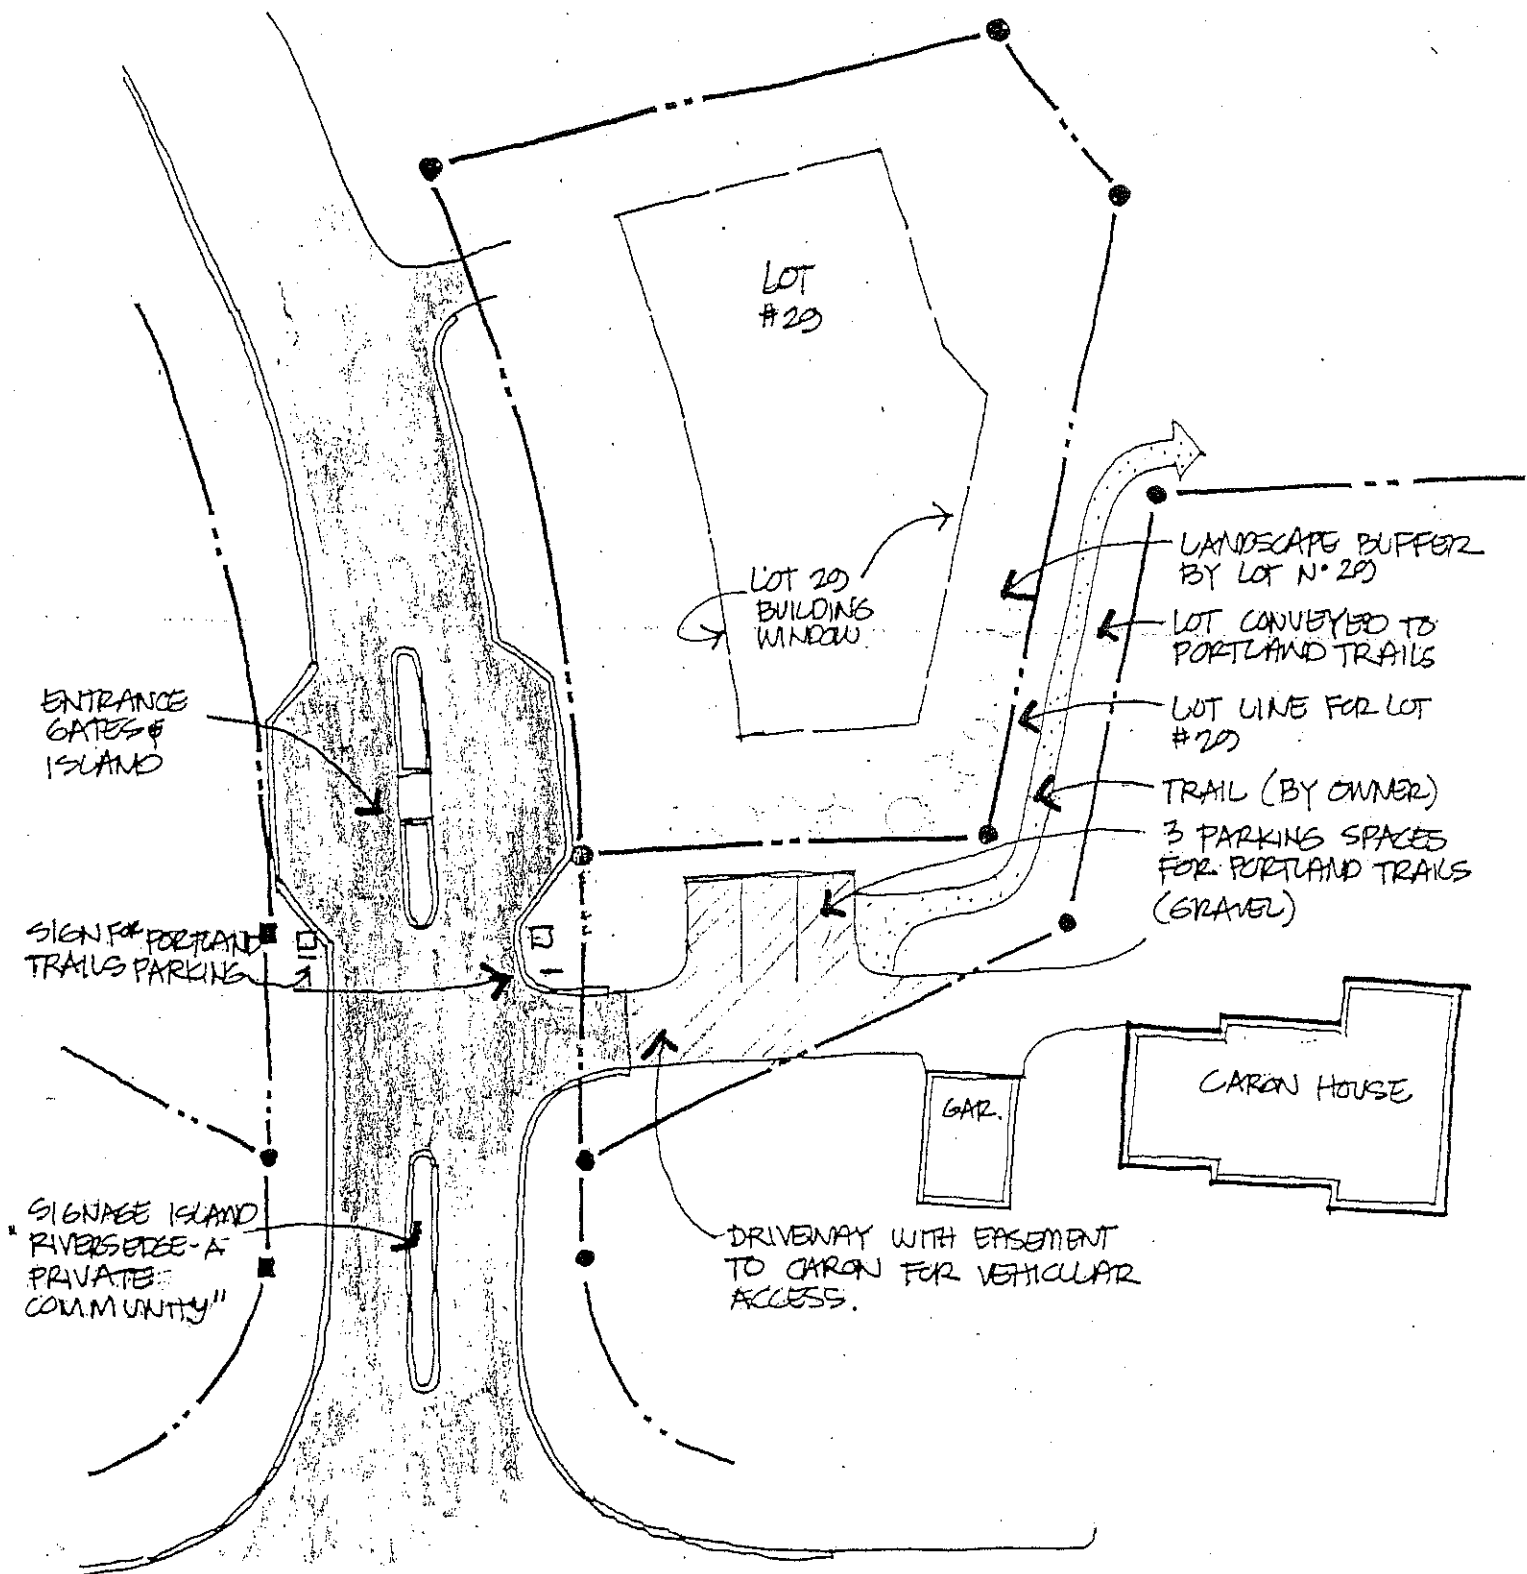 LOT
#29
LOT 29
BUILDING
WINDOW
LANDSCAPE BUFFER
BY LOT Nº 29
LOT CONVEYED TO
PORTLAND TRAILS
LOT LINE FOR LOT
#29
TRAIL (BY OWNER)
3 PARKING SPACES
FOR PORTLAND TRAILS
(GRAVEL)
ENTRANCE
GATES &
ISLAND
SIGN FOR PORTLAND
TRAILS PARKING
CARON HOUSE
GAR.
SIGNAGE ISLAND
"RIVERSEDGE-A
PRIVATE
COMMUNITY"
DRIVEWAY WITH EASEMENT
TO CARON FOR VEHICULAR
ACCESS.